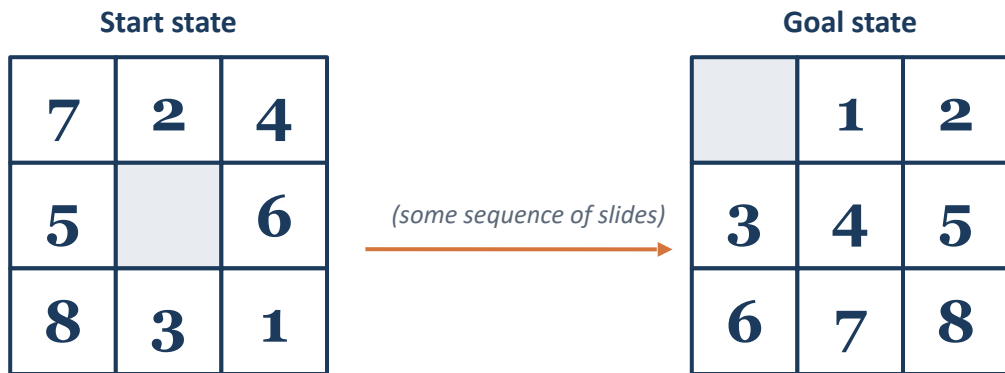 Start state
Goal state
7 2 4
5 6
8 3 1
(some sequence of slides)
1 2
3 4 5
6 7 8